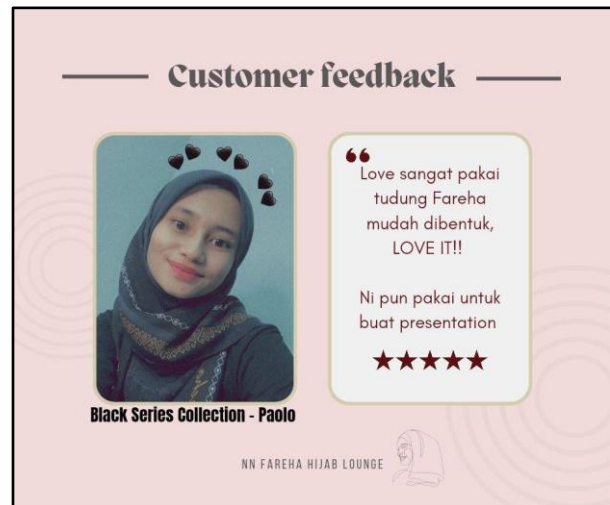 Customer feedback
“
Love sangat pakai
tudung Fareha
mudah dibentuk,
LOVE IT!!
Ni pun pakai untuk
buat presentation
Black Series Collection - Paolo
NN FAREHA HIJAB LOUNGE